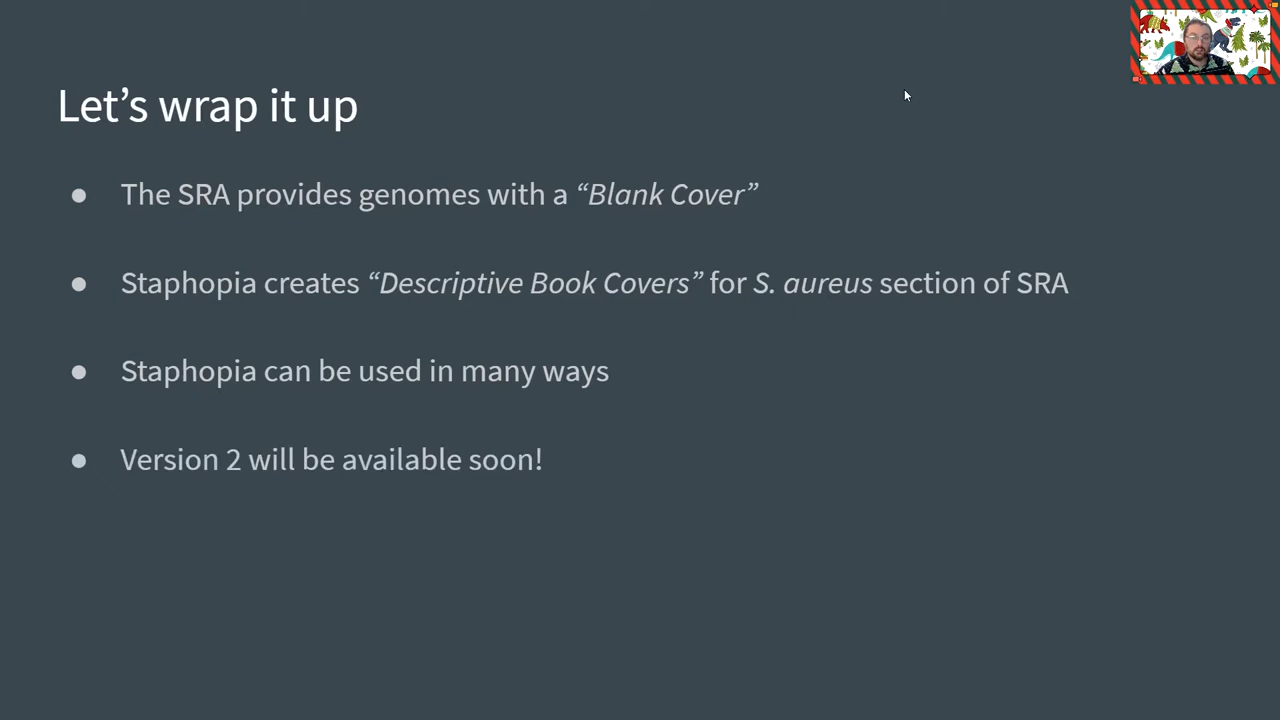 Let’s wrap it up
● The SRA provides genomes with a “Blank Cover”
● Staphopia creates “Descriptive Book Covers” for S. aureus section of SRA
● Staphopia can be used in many ways
● Version 2 will be available soon!